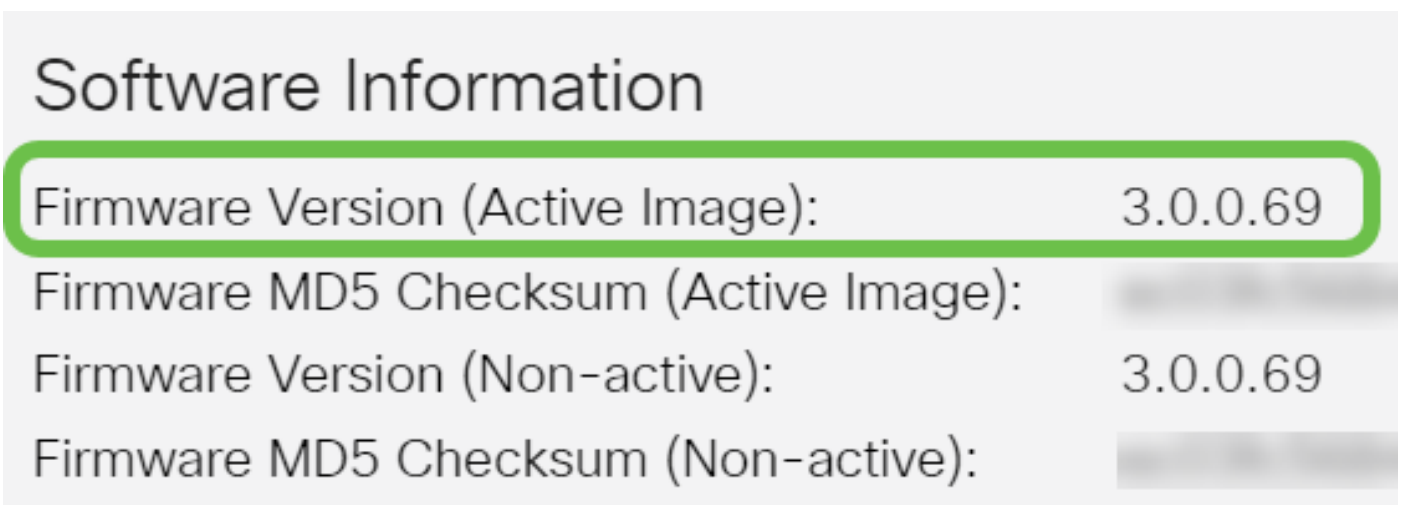 Software Information
Firmware Version (Active Image): 3.0.0.69
Firmware MD5 Checksum (Active Image):
Firmware Version (Non-active): 3.0.0.69
Firmware MD5 Checksum (Non-active):